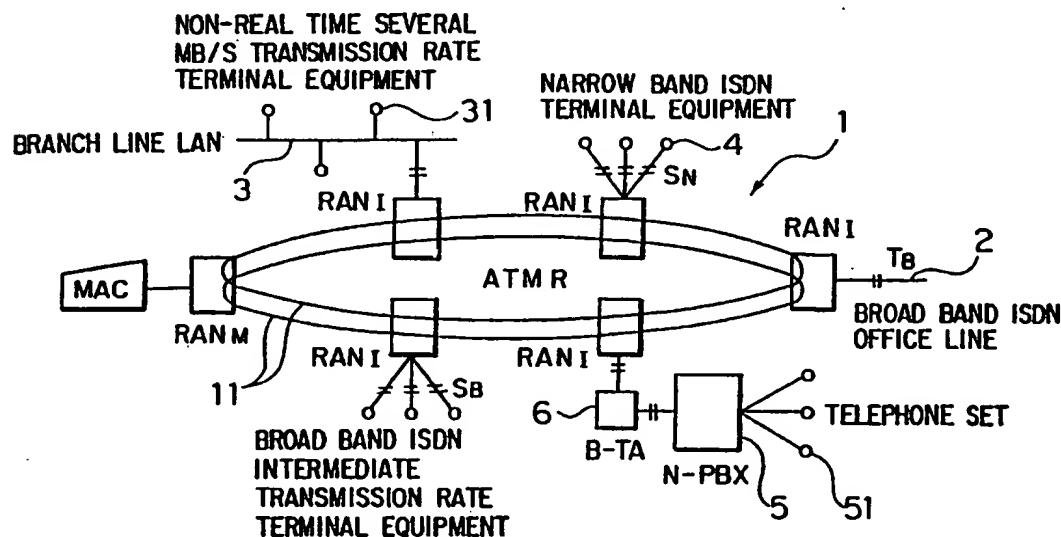 NON-REAL TIME SEVERAL
MB/S TRANSMISSION RATE
TERMINAL EQUIPMENT
31
NARROW BAND ISDN
TERMINAL EQUIPMENT
4
1
BRANCH LINE LAN
3
SN
RAN I
RAN I
RAN I
TB
2
MAC
ATM R
BROAD BAND ISDN
OFFICE LINE
RAN M
11
RAN I
RAN I
SB
6
B-TA
N-PBX
TELEPHONE SET
5
51
BROAD BAND ISDN
INTERMEDIATE
TRANSMISSION RATE
TERMINAL EQUIPMENT